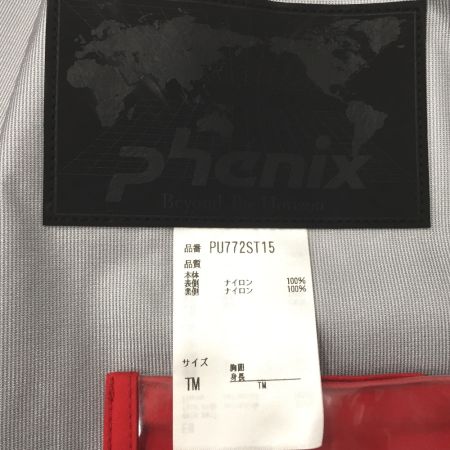 phenix
Beyond The Horizon
品番 PU772ST15
品質
本体
表側 ナイロン 100%
裏側 ナイロン 100%
サイズ 胸囲
身長
TM TM